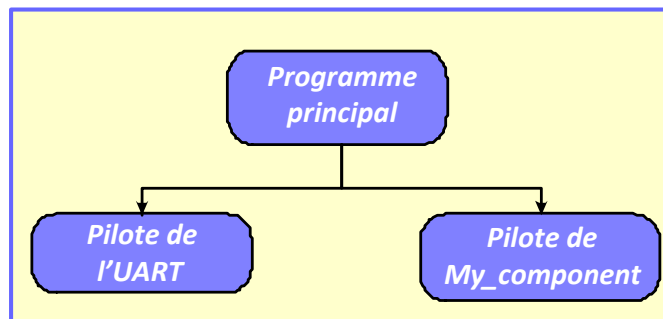 Programme
principal
Pilote de
l’UART
Pilote de
My_component